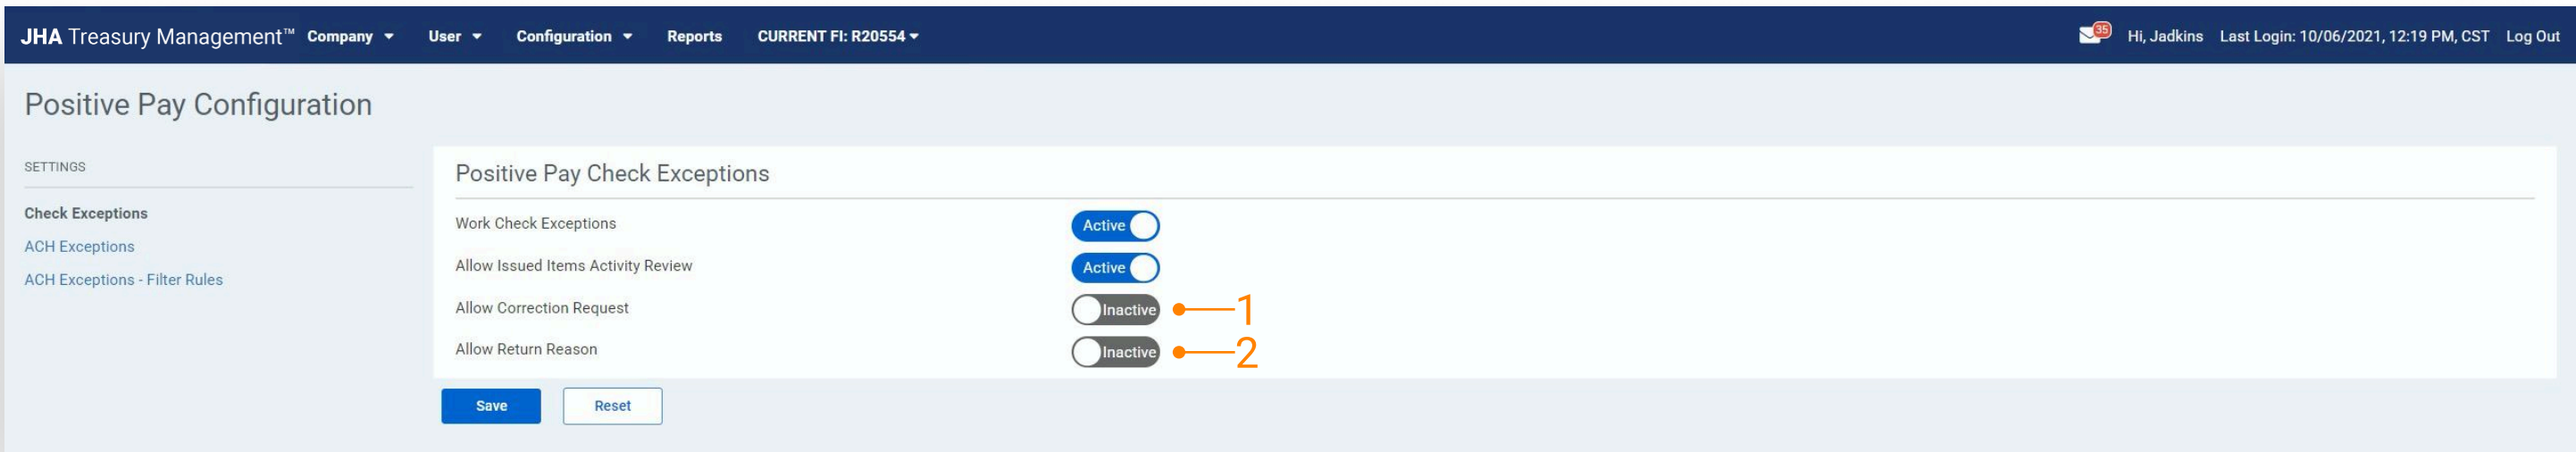 JHA Treasury Management™ Company User Configuration Reports CURRENT FI: R20554 35 Hi, Jadkins Last Login: 10/06/2021, 12:19 PM, CST Log Out
Positive Pay Configuration
SETTINGS
Check Exceptions
ACH Exceptions
ACH Exceptions - Filter Rules
Positive Pay Check Exceptions
Work Check Exceptions Active
Allow Issued Items Activity Review Active
Allow Correction Request Inactive 1
Allow Return Reason Inactive 2
Save Reset